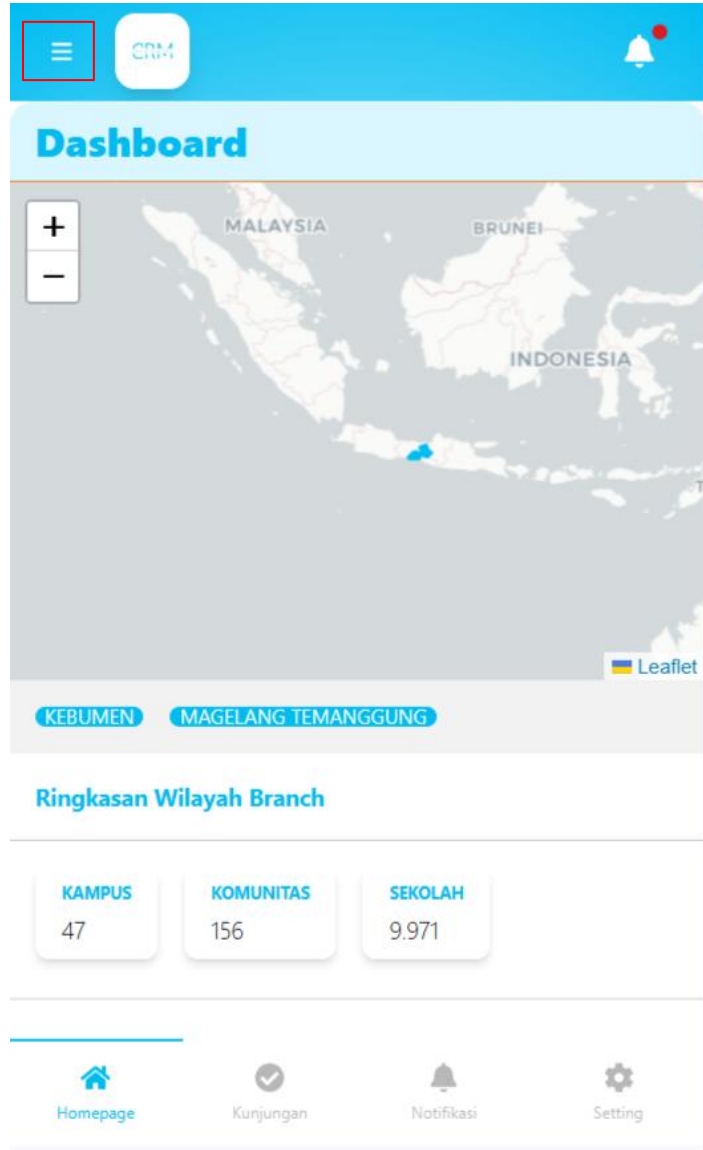 CRM
Dashboard
+
MALAYSIA
BRUNEI
−
INDONESIA
T
Leaflet
KEBUMEN MAGELANG TEMANGGUNG
Ringkasan Wilayah Branch
KAMPUS KOMUNITAS SEKOLAH
47 156 9.971
Homepage Kunjungan Notifikasi Setting